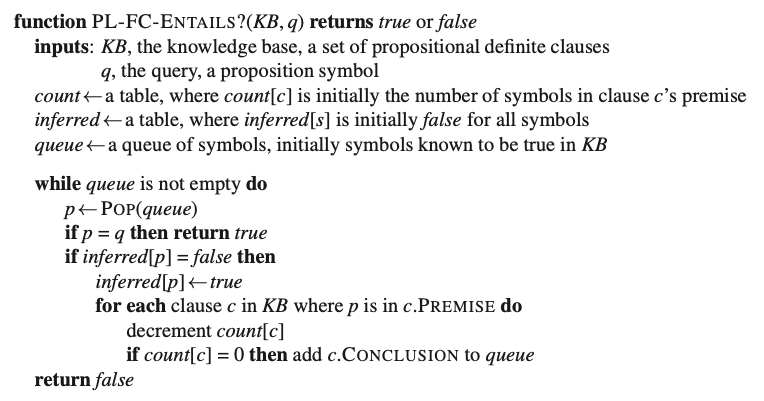 function PL-FC-ENTAILS?(KB, q) returns true or false
inputs: KB, the knowledge base, a set of propositional definite clauses
q, the query, a proposition symbol
count ← a table, where count[c] is initially the number of symbols in clause c's premise
inferred ← a table, where inferred[s] is initially false for all symbols
queue ← a queue of symbols, initially symbols known to be true in KB
while queue is not empty do
p ← POP(queue)
if p = q then return true
if inferred[p] = false then
inferred[p] ← true
for each clause c in KB where p is in c.PREMISE do
decrement count[c]
if count[c] = 0 then add c.CONCLUSION to queue
return false